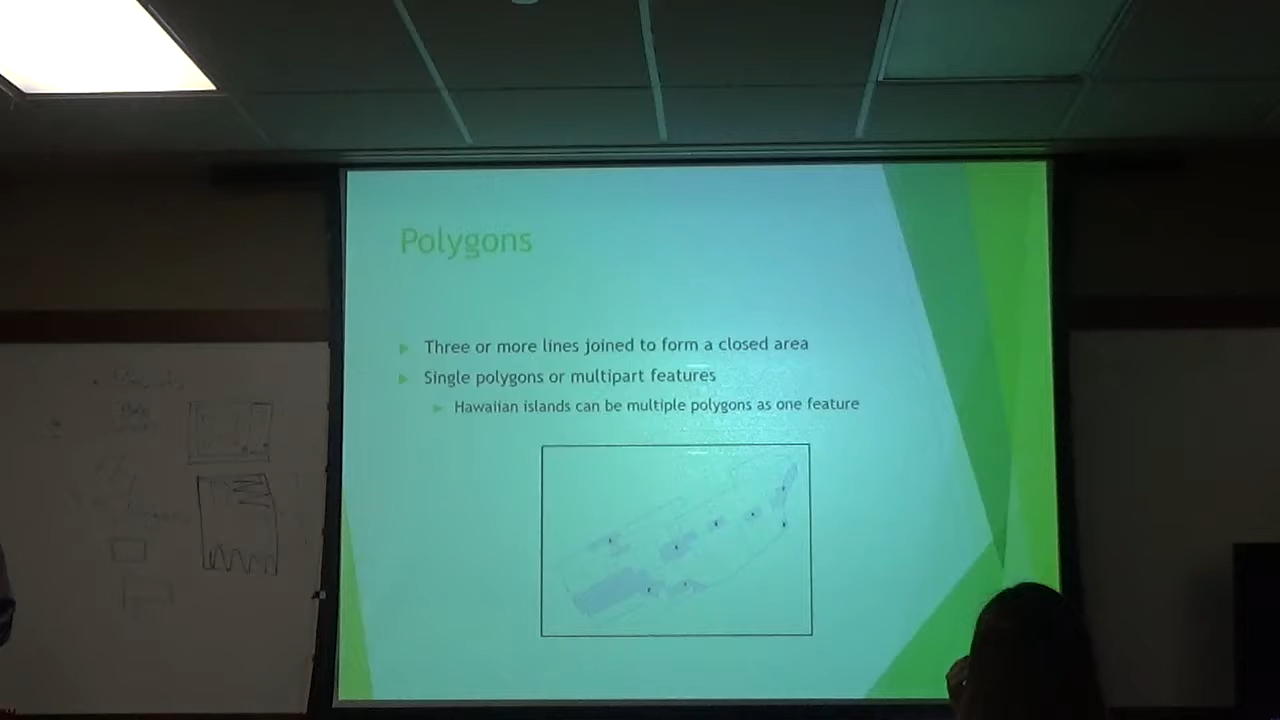 Polygons
Three or more lines joined to form a closed area
Single polygons or multipart features
Hawaiian islands can be multiple polygons as one feature